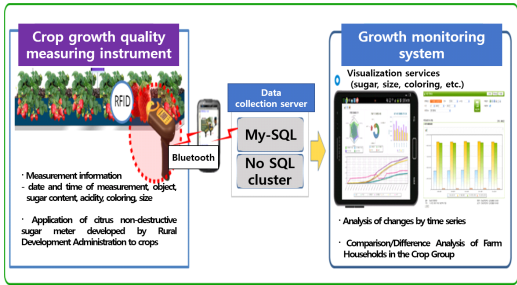 Crop growth quality
measuring instrument
RFID
Bluetooth
· Measurement information
- date and time of measurement, object,
sugar content, acidity, coloring, size
· Application of citrus non-destructive
sugar meter developed by Rural
Development Administration to crops
Data
collection server
My-SQL
No SQL
cluster
Growth monitoring
system
Visualization services
(sugar, size, coloring, etc.)
· Analysis of changes by time series
· Comparison/Difference Analysis of Farm
Households in the Crop Group